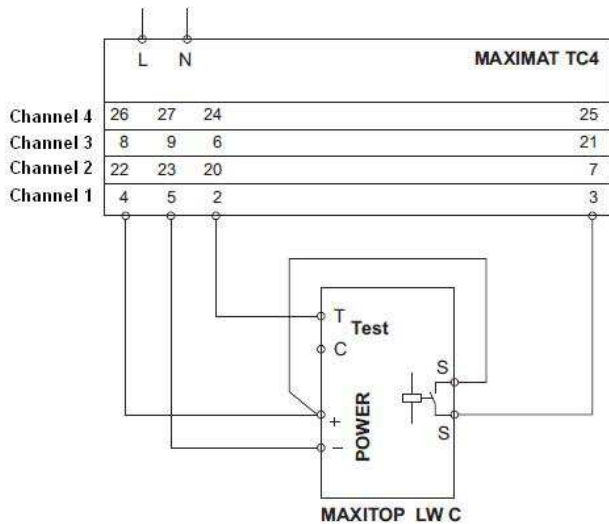 L N MAXIMAT TC4
Channel 4 26 27 24 25
Channel 3 8 9 6 21
Channel 2 22 23 20 7
Channel 1 4 5 2 3
T Test
C
S
+
POWER
S
–
MAXITOP LW C